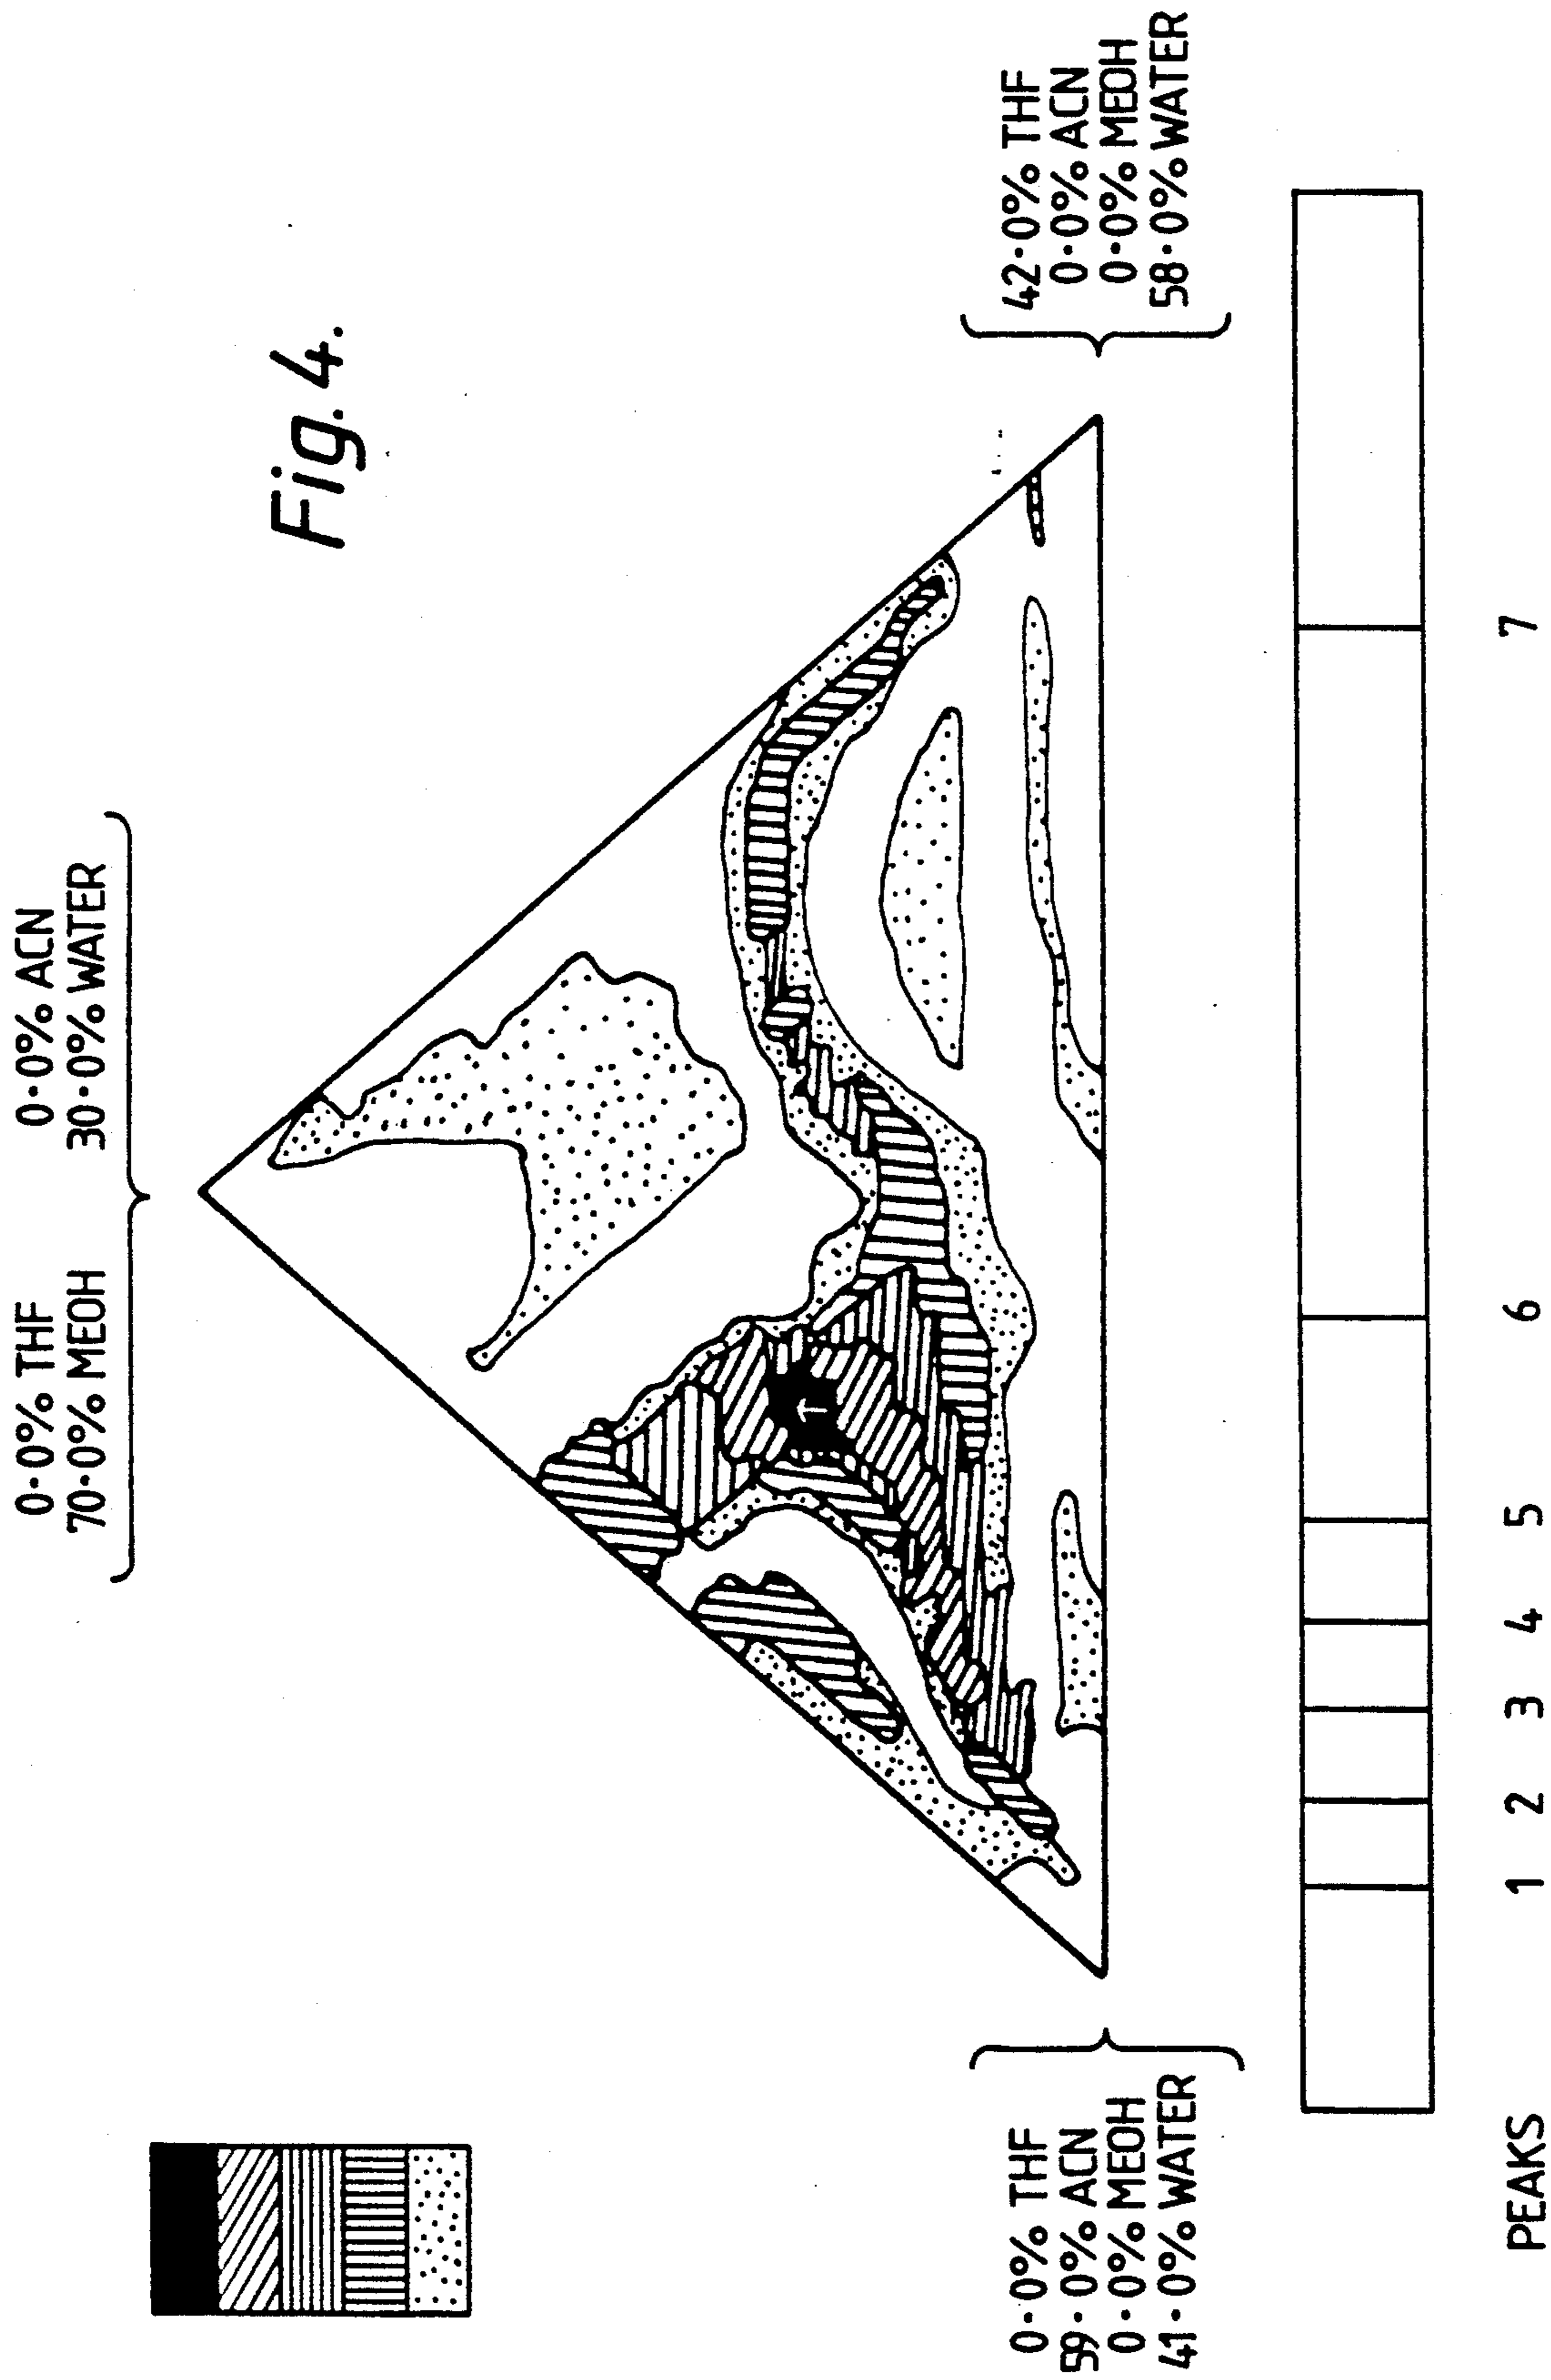 Fig. 4.
0·0% THF 0·0% ACN
70·0% MEOH 30·0% WATER
0·0% THF
59·0% ACN
0·0% MEOH
41·0% WATER
42·0% THF
0·0% ACN
0·0% MEOH
58·0% WATER
PEAKS 1 2 3 4 5 6 7